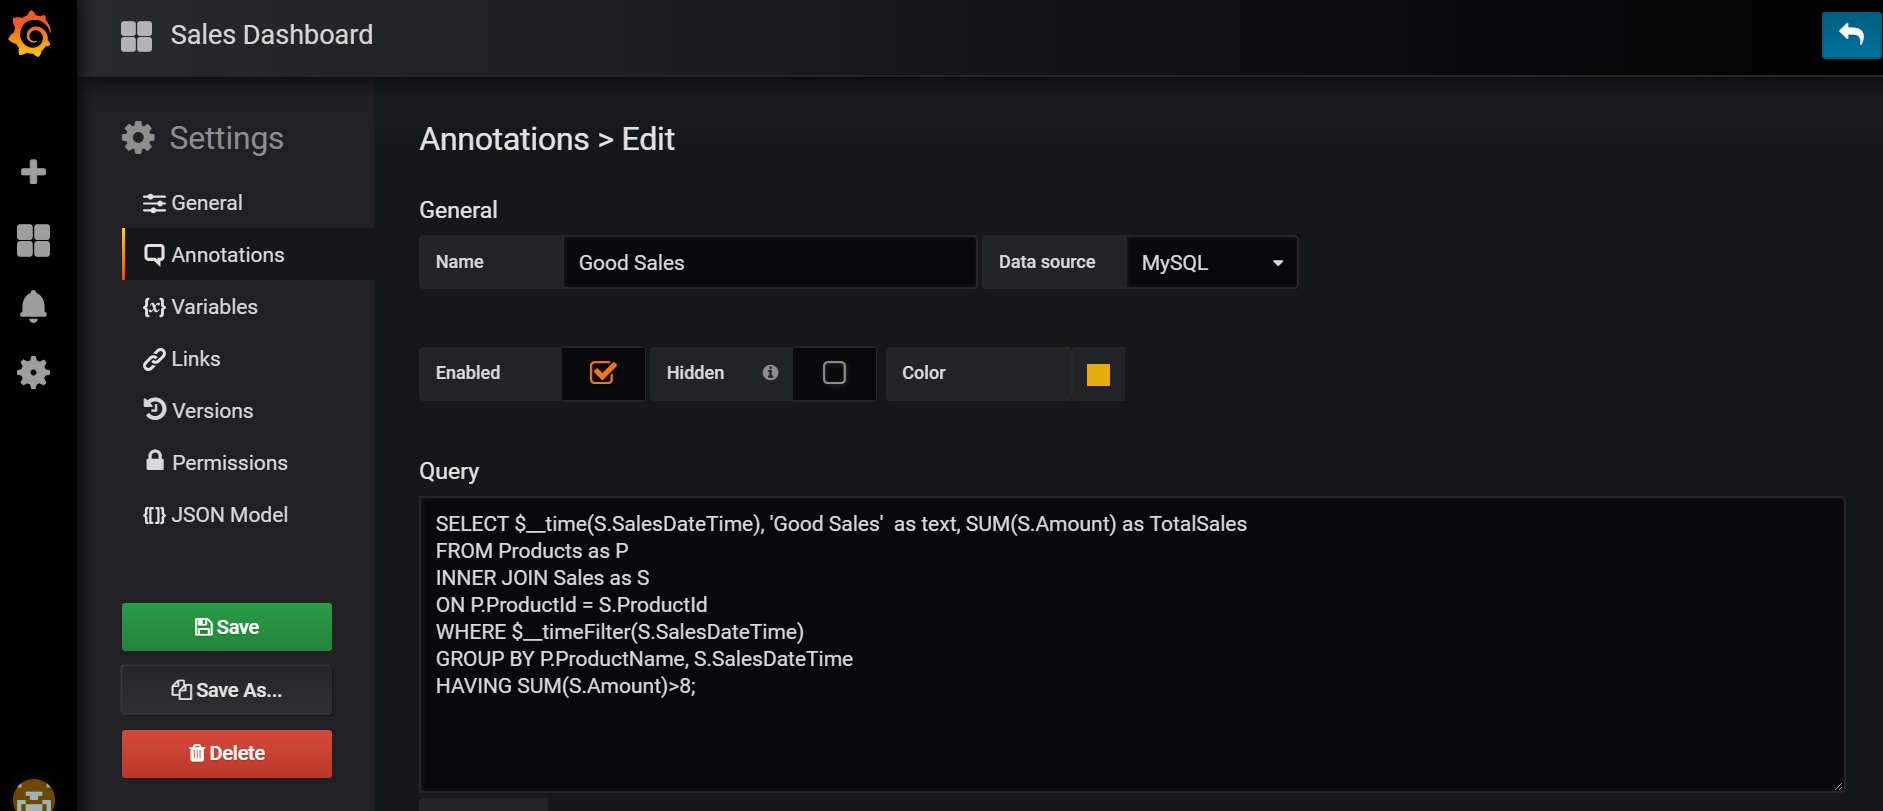 Sales Dashboard
Settings
General
Annotations
Variables
Links
Versions
Permissions
JSON Model
Save
Save As...
Delete
Annotations > Edit
General
Name Good Sales Data source MySQL
Enabled Hidden Color
Query
SELECT $__time(S.SalesDateTime), 'Good Sales'  as text, SUM(S.Amount) as TotalSales
FROM Products as P
INNER JOIN Sales as S
ON P.ProductId = S.ProductId
WHERE $__timeFilter(S.SalesDateTime)
GROUP BY P.ProductName, S.SalesDateTime
HAVING SUM(S.Amount)>8;